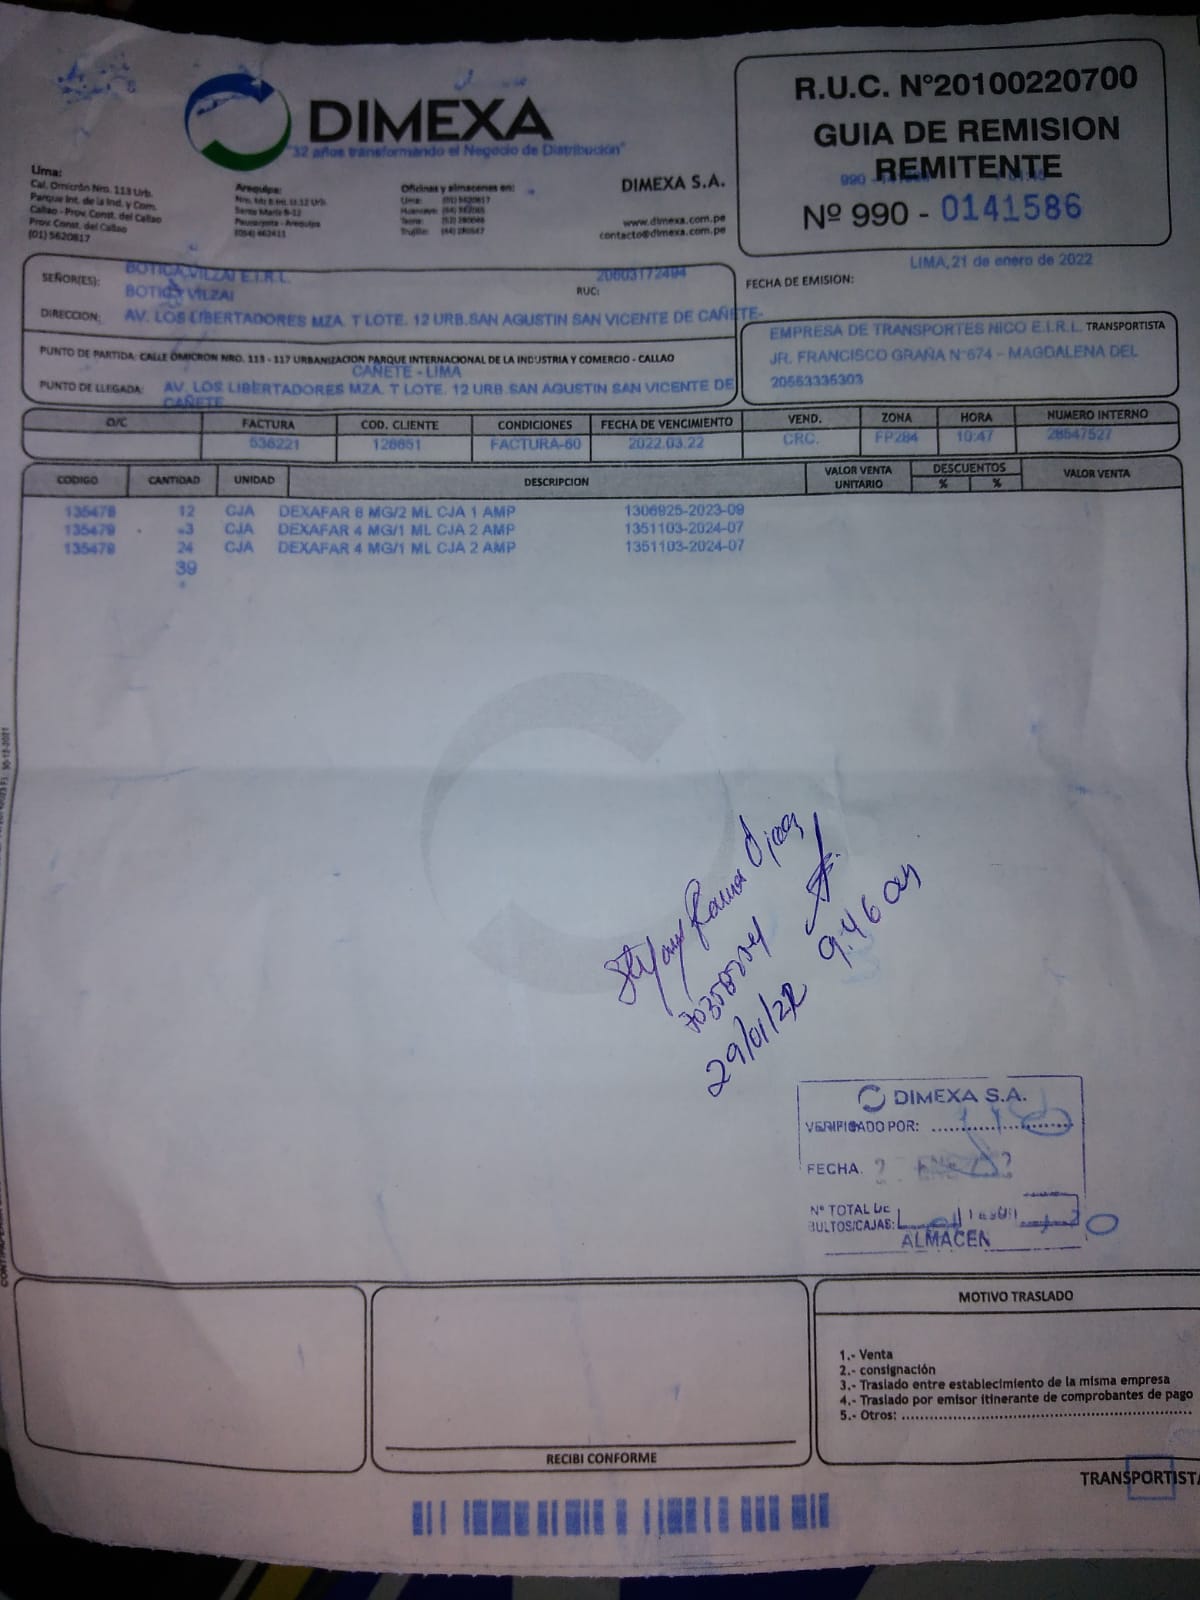 DIMEXA
"32 años transformando el Negocio de Distribución"
R.U.C. N°20100220700
GUIA DE REMISION
REMITENTE
Nº 990 - 0141586
Lima:
Cal. Omicrón Nro. 113 Urb.
Parque Int. de la Ind. y Com.
Callao - Prov. Const. del Callao
Prov. Const. del Callao
(01) 5620817
Arequipa:
Oficinas y almacenes en:
DIMEXA S.A.
www.dimexa.com.pe
contacto@dimexa.com.pe
LIMA, 21 de enero de 2022
FECHA DE EMISION:
SEÑOR(ES): BOTICA VILZAI E.I.R.L. RUC: 20603172494
BOTICA VILZAI
DIRECCION: AV. LOS LIBERTADORES MZA. T LOTE. 12 URB.SAN AGUSTIN SAN VICENTE DE CAÑETE-
PUNTO DE PARTIDA: CALLE OMICRON NRO. 113 - 117 URBANIZACION PARQUE INTERNACIONAL DE LA INDUSTRIA Y COMERCIO - CALLAO
CAÑETE - LIMA
PUNTO DE LLEGADA: AV. LOS LIBERTADORES MZA. T LOTE. 12 URB.SAN AGUSTIN SAN VICENTE DE
CAÑETE
EMPRESA DE TRANSPORTES NICO E.I.R.L. TRANSPORTISTA
JR. FRANCISCO GRAÑA N°674 - MAGDALENA DEL
20553335303
O/C FACTURA COD. CLIENTE CONDICIONES FECHA DE VENCIMIENTO VEND. ZONA HORA NUMERO INTERNO
536221 128651 FACTURA-60 2022.03.22 CRC. FP284 10:47 28547527
CODIGO CANTIDAD UNIDAD DESCRIPCION VALOR VENTA UNITARIO DESCUENTOS % % VALOR VENTA
135478 12 CJA DEXAFAR 8 MG/2 ML CJA 1 AMP 1306925-2023-09
135479 3 CJA DEXAFAR 4 MG/1 ML CJA 2 AMP 1351103-2024-07
135479 24 CJA DEXAFAR 4 MG/1 ML CJA 2 AMP 1351103-2024-07
39
29/01/22 9:46
DIMEXA S.A.
VERIFICADO POR:
FECHA.
Nº TOTAL DE
BULTOS/CAJAS:
ALMACEN
MOTIVO TRASLADO
1.- Venta
2.- consignación
3.- Traslado entre establecimiento de la misma empresa
4.- Traslado por emisor itinerante de comprobantes de pago
5.- Otros:
RECIBI CONFORME
TRANSPORTISTA